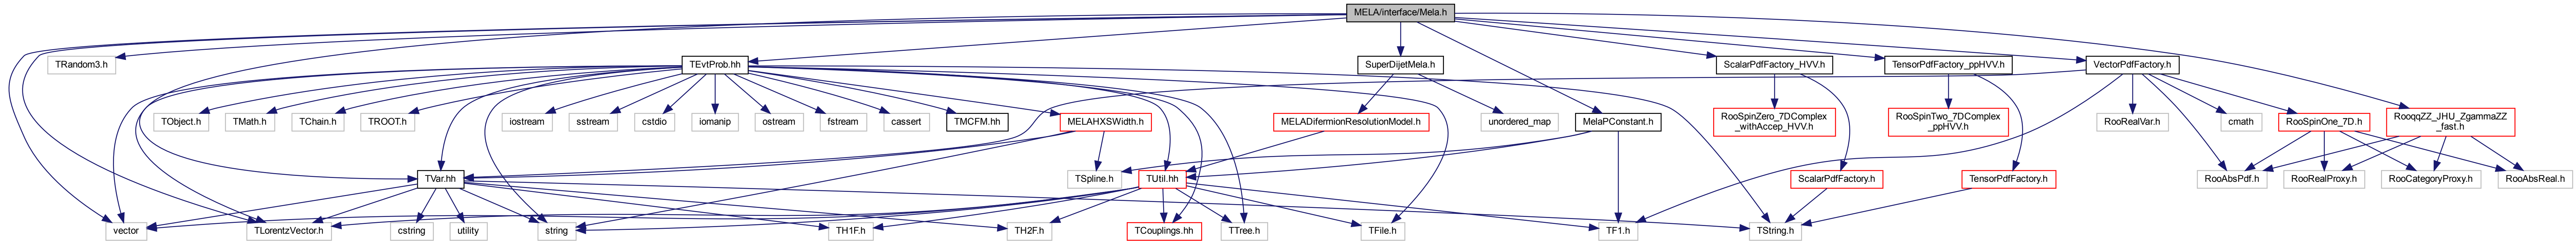 MELA/interface/Mela.h
TRandom3.h
TEvtProb.hh
SuperDijetMela.h
ScalarPdfFactory_HVV.h
TensorPdfFactory_ppHVV.h
VectorPdfFactory.h
TObject.h
TMath.h
TChain.h
TROOT.h
iostream
sstream
cstdio
iomanip
ostream
fstream
cassert
TMCFM.hh
MELAHXSWidth.h
MELADifermionResolutionModel.h
unordered_map
MelaPConstant.h
RooSpinZero_7DComplex
_withAccep_HVV.h
RooSpinTwo_7DComplex
_ppHVV.h
RooRealVar.h
cmath
RooSpinOne_7D.h
RooqqZZ_JHU_ZgammaZZ
_fast.h
TVar.hh
TSpline.h
TUtil.hh
ScalarPdfFactory.h
TensorPdfFactory.h
RooAbsPdf.h
RooRealProxy.h
RooCategoryProxy.h
RooAbsReal.h
vector
TLorentzVector.h
cstring
utility
string
TH1F.h
TH2F.h
TCouplings.hh
TTree.h
TFile.h
TF1.h
TString.h